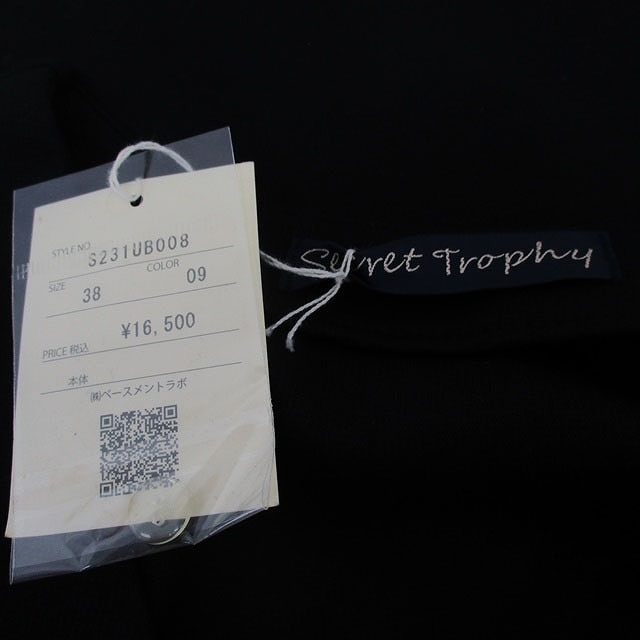 STYLE NO. S231UB008
SIZE 38 COLOR 09
PRICE 税込 ¥16,500
本体
㈱ベースメントラボ
Secret Trophy